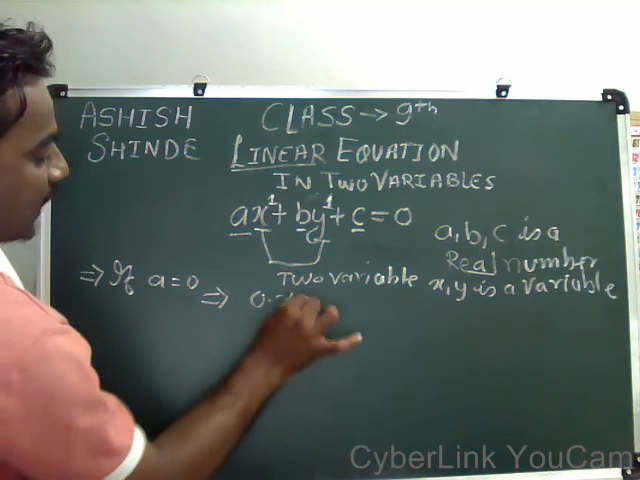 ASHISH
SHINDE
CLASS → 9th
LINEAR EQUATION
IN TWO VARIABLES
ax¹ + by¹ + c = 0
a, b, c is a
Real number
Two variable
x, y is a variable
⇒ If a = 0
⇒ 0.
CyberLink YouCam